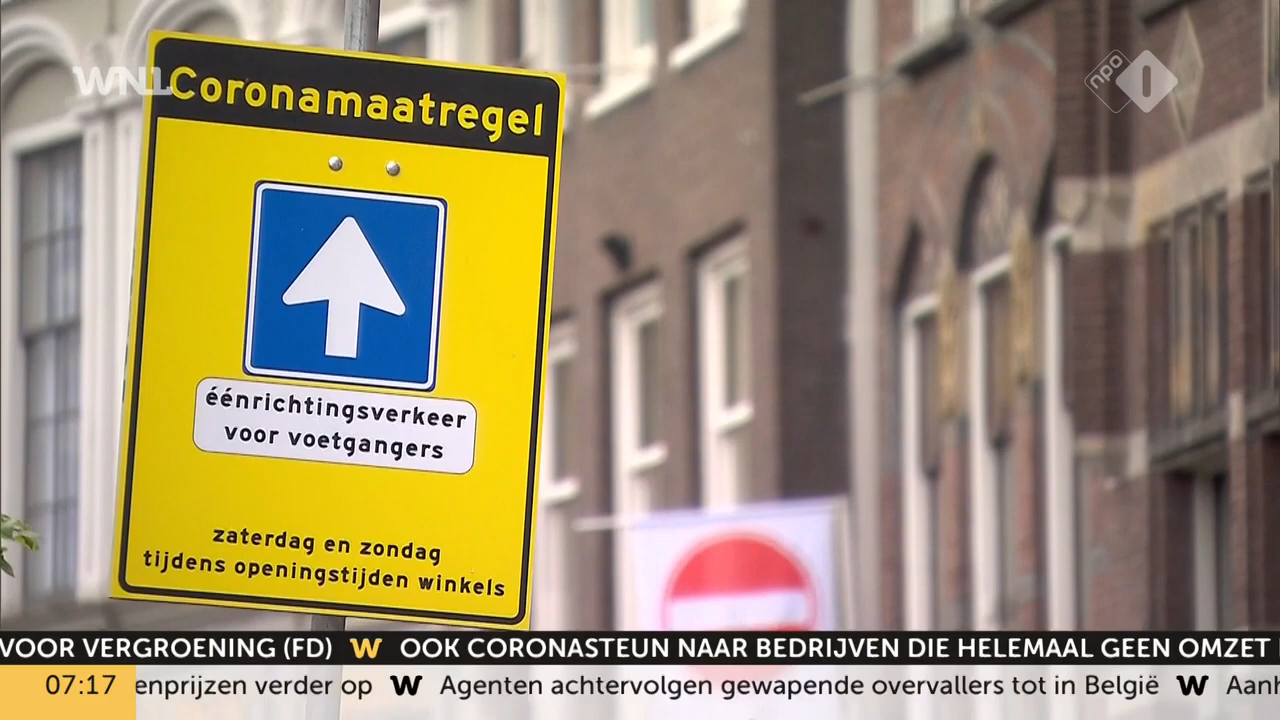 WNL
npo
Coronamaatregel
éénrichtingsverkeer
voor voetgangers
zaterdag en zondag
tijdens openingstijden winkels
VOOR VERGROENING (FD) W OOK CORONASTEUN NAAR BEDRIJVEN DIE HELEMAAL GEEN OMZET
07:17 enprijzen verder op W Agenten achtervolgen gewapende overvallers tot in België W Aanh